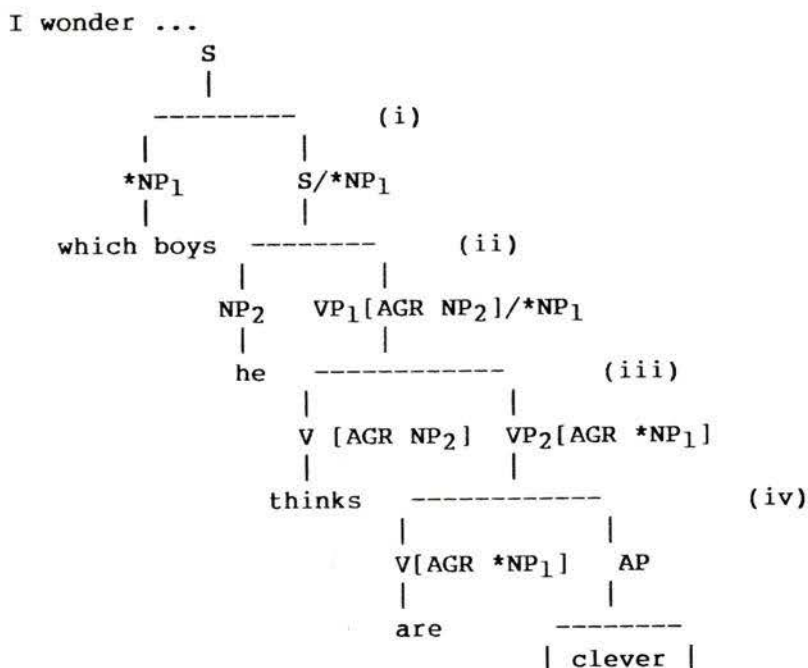 I wonder ...
S
(i)
*NP1 S/*NP1
which boys (ii)
NP2 VP1[AGR NP2]/*NP1
he (iii)
V [AGR NP2] VP2[AGR *NP1]
thinks (iv)
V[AGR *NP1] AP
are
clever